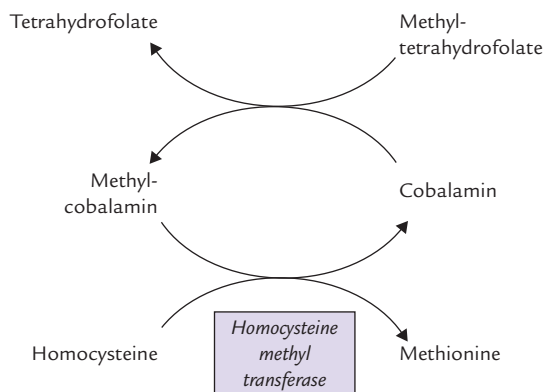 Tetrahydrofolate
Methyl-
tetrahydrofolate
Methyl-
cobalamin
Cobalamin
Homocysteine
Homocysteine
methyl
transferase
Methionine